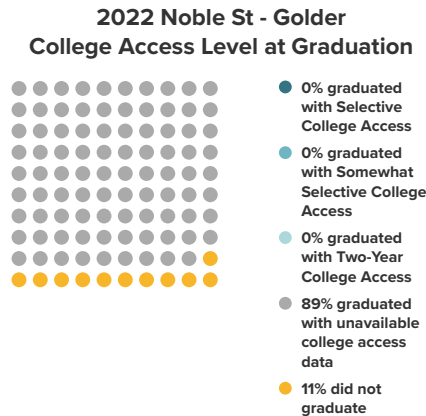 2022 Noble St - Golder
College Access Level at Graduation
0% graduated
with Selective
College Access
0% graduated
with Somewhat
Selective College
Access
0% graduated
with Two-Year
College Access
89% graduated
with unavailable
college access
data
11% did not
graduate